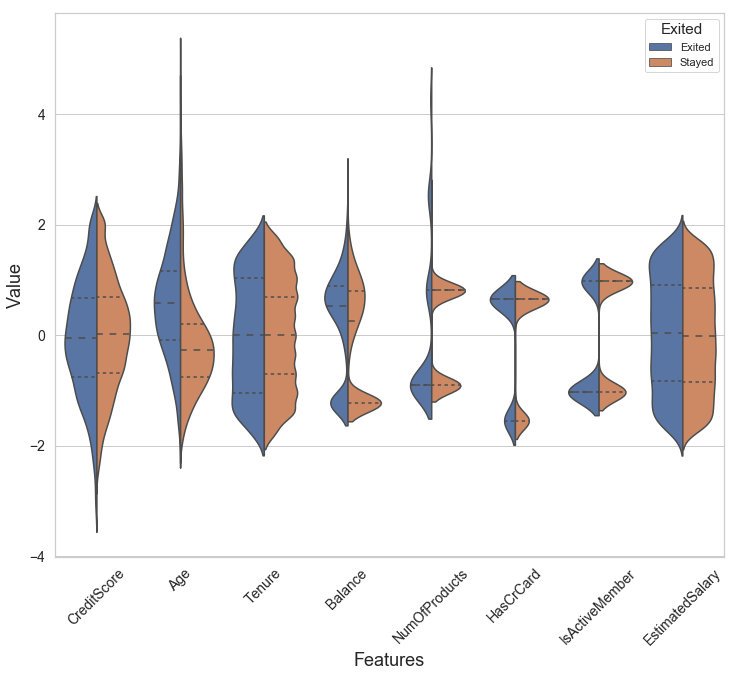 Exited
Exited
Stayed
4
2
0
−2
−4
Value
CreditScore
Age
Tenure
Balance
NumOfProducts
HasCrCard
IsActiveMember
EstimatedSalary
Features